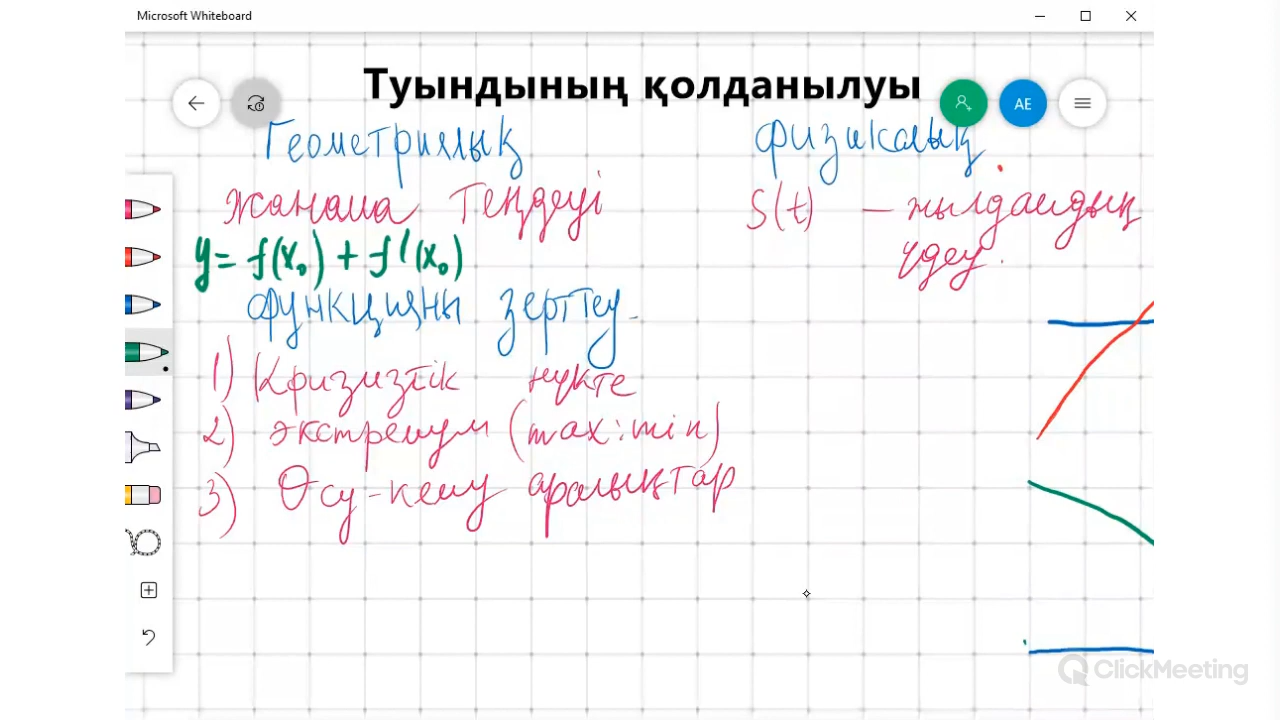 Microsoft Whiteboard
Туындының қолданылуы
AE
Геометриялық
Физикалық
жанама теңдеуі
S(t) – жылдамдық
үдеу.
y = f(x₀) + f'(x₀)
Функцияны зерттеу
1) Кризиztік нүкте
2) экстремум (max:min)
3) Өсу-кему аралықтар
ClickMeeting